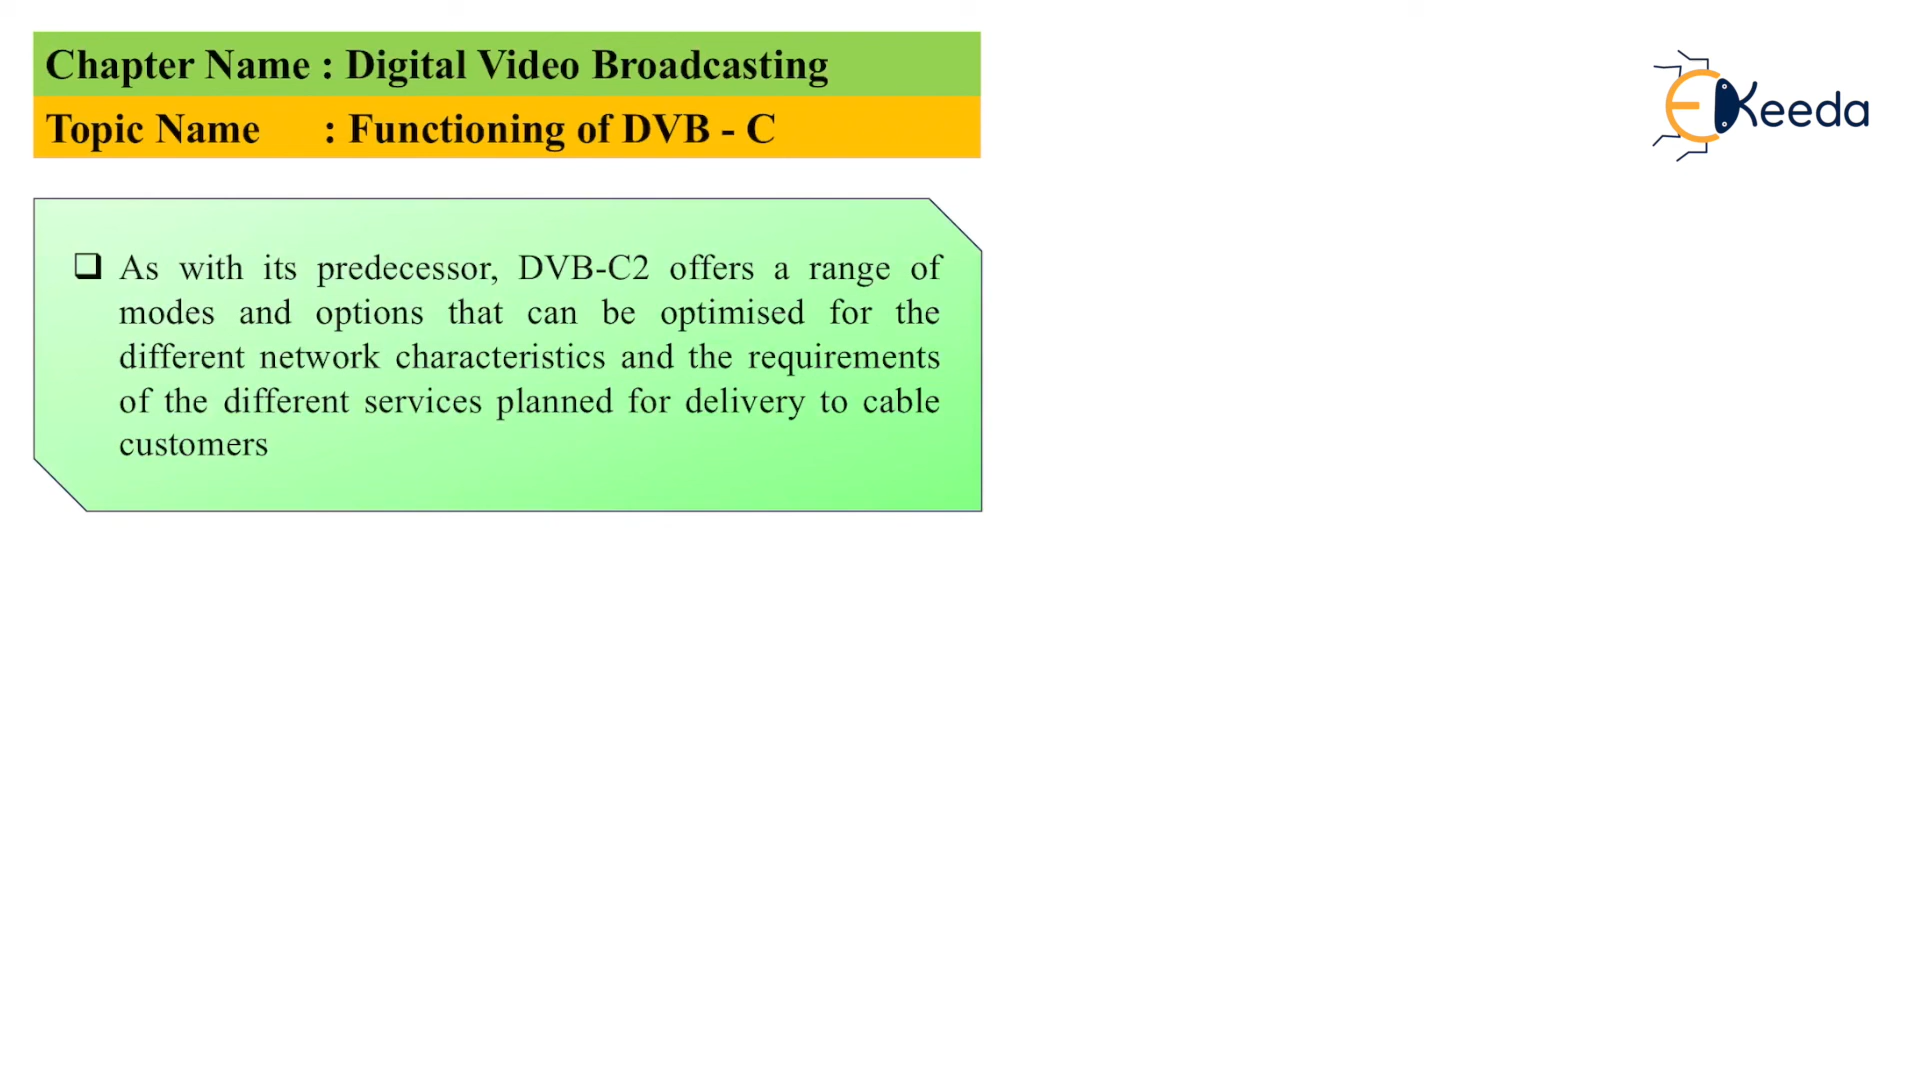 Chapter Name : Digital Video Broadcasting
Topic Name : Functioning of DVB - C
EKeeda
❑ As with its predecessor, DVB-C2 offers a range of
modes and options that can be optimised for the
different network characteristics and the requirements
of the different services planned for delivery to cable
customers